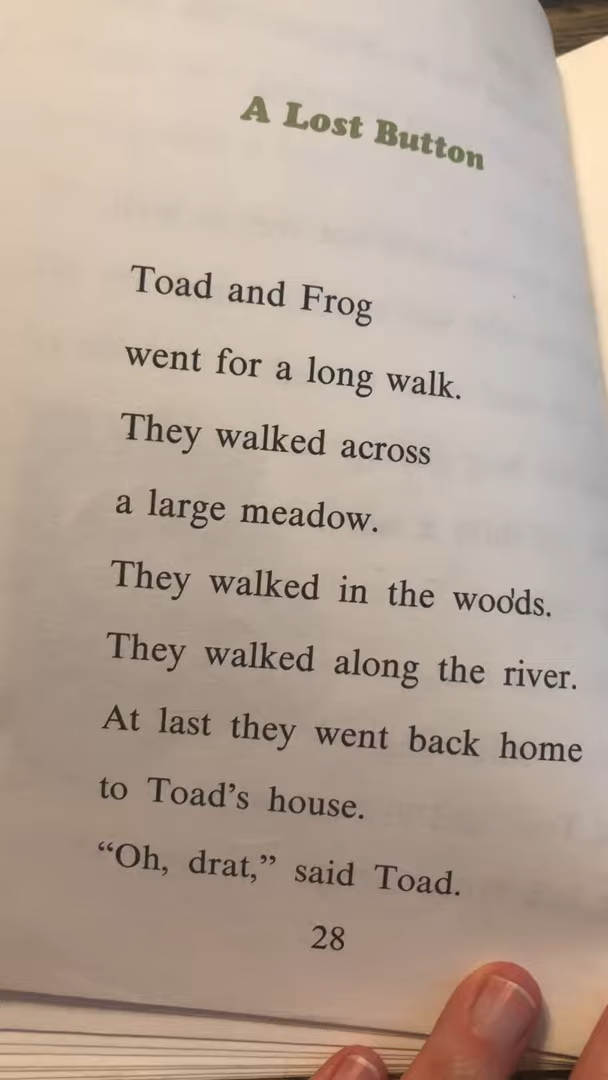 A Lost Button
Toad and Frog
went for a long walk.
They walked across
a large meadow.
They walked in the woods.
They walked along the river.
At last they went back home
to Toad’s house.
“Oh, drat,” said Toad.
28